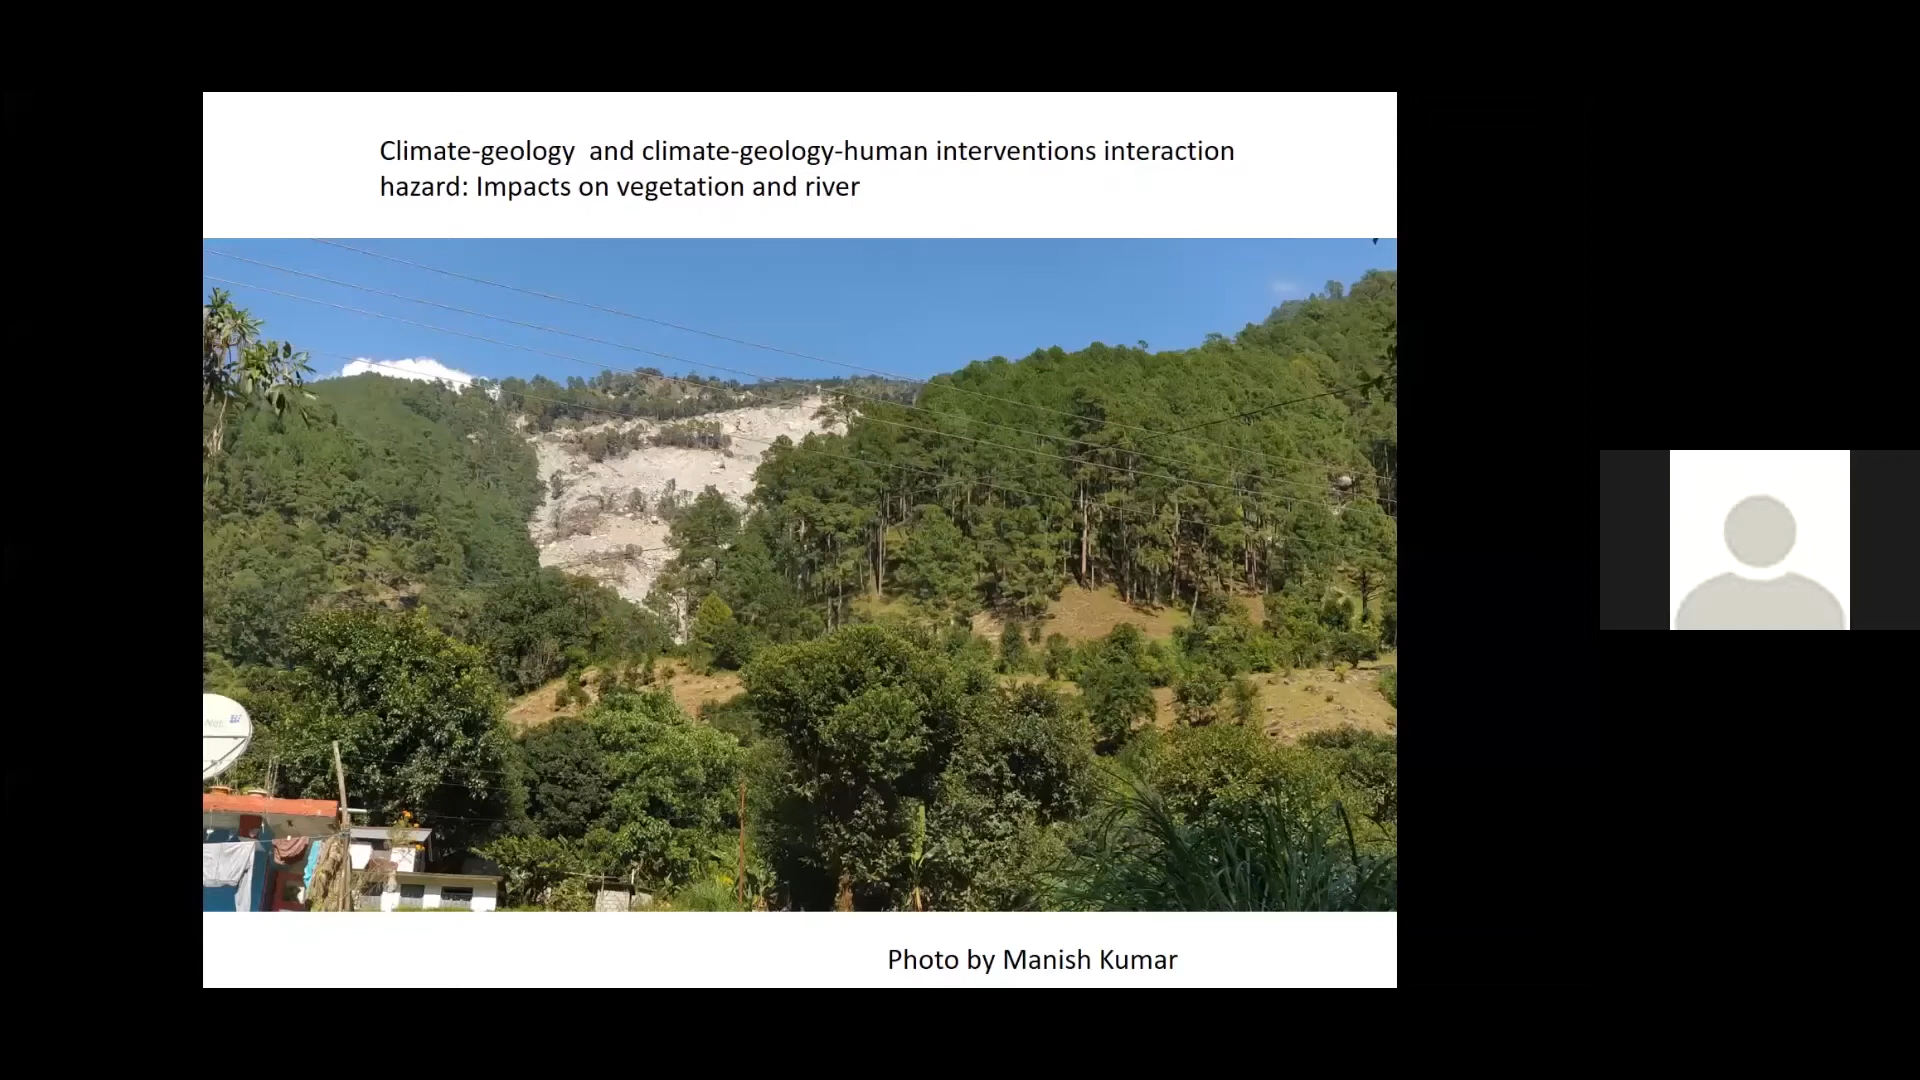 Climate-geology  and climate-geology-human interventions interaction
hazard: Impacts on vegetation and river
Photo by Manish Kumar